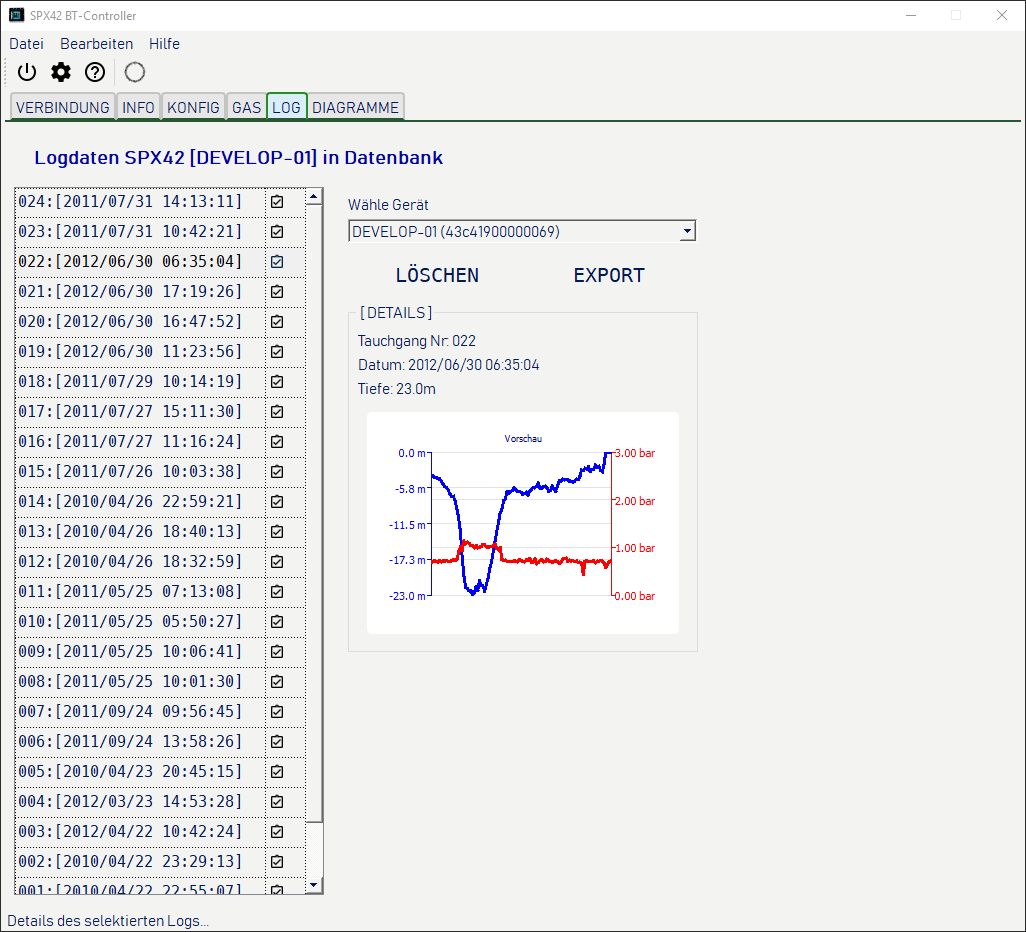 SPX42 BT-Controller
Datei Bearbeiten Hilfe
VERBINDUNG INFO KONFIG GAS LOG DIAGRAMME
Logdaten SPX42 [DEVELOP-01] in Datenbank
024:[2011/07/31 14:13:11]
023:[2011/07/31 10:42:21]
022:[2012/06/30 06:35:04]
021:[2012/06/30 17:19:26]
020:[2012/06/30 16:47:52]
019:[2012/06/30 11:23:56]
018:[2011/07/29 10:14:19]
017:[2011/07/27 15:11:30]
016:[2011/07/27 11:16:24]
015:[2011/07/26 10:03:38]
014:[2010/04/26 22:59:21]
013:[2010/04/26 18:40:13]
012:[2010/04/26 18:32:59]
011:[2011/05/25 07:13:08]
010:[2011/05/25 05:50:27]
009:[2011/05/25 10:06:41]
008:[2011/05/25 10:01:30]
007:[2011/09/24 09:56:45]
006:[2011/09/24 13:58:26]
005:[2010/04/23 20:45:15]
004:[2012/03/23 14:53:28]
003:[2012/04/22 10:42:24]
002:[2010/04/22 23:29:13]
001:[2010/04/22 22:55:07]
Wähle Gerät
DEVELOP-01 (43c41900000069)
LÖSCHEN EXPORT
[DETAILS]
Tauchgang Nr: 022
Datum: 2012/06/30 06:35:04
Tiefe: 23.0m
Vorschau
0.0 m 3.00 bar
-5.8 m
2.00 bar
-11.5 m
1.00 bar
-17.3 m
-23.0 m 0.00 bar
Details des selektierten Logs...